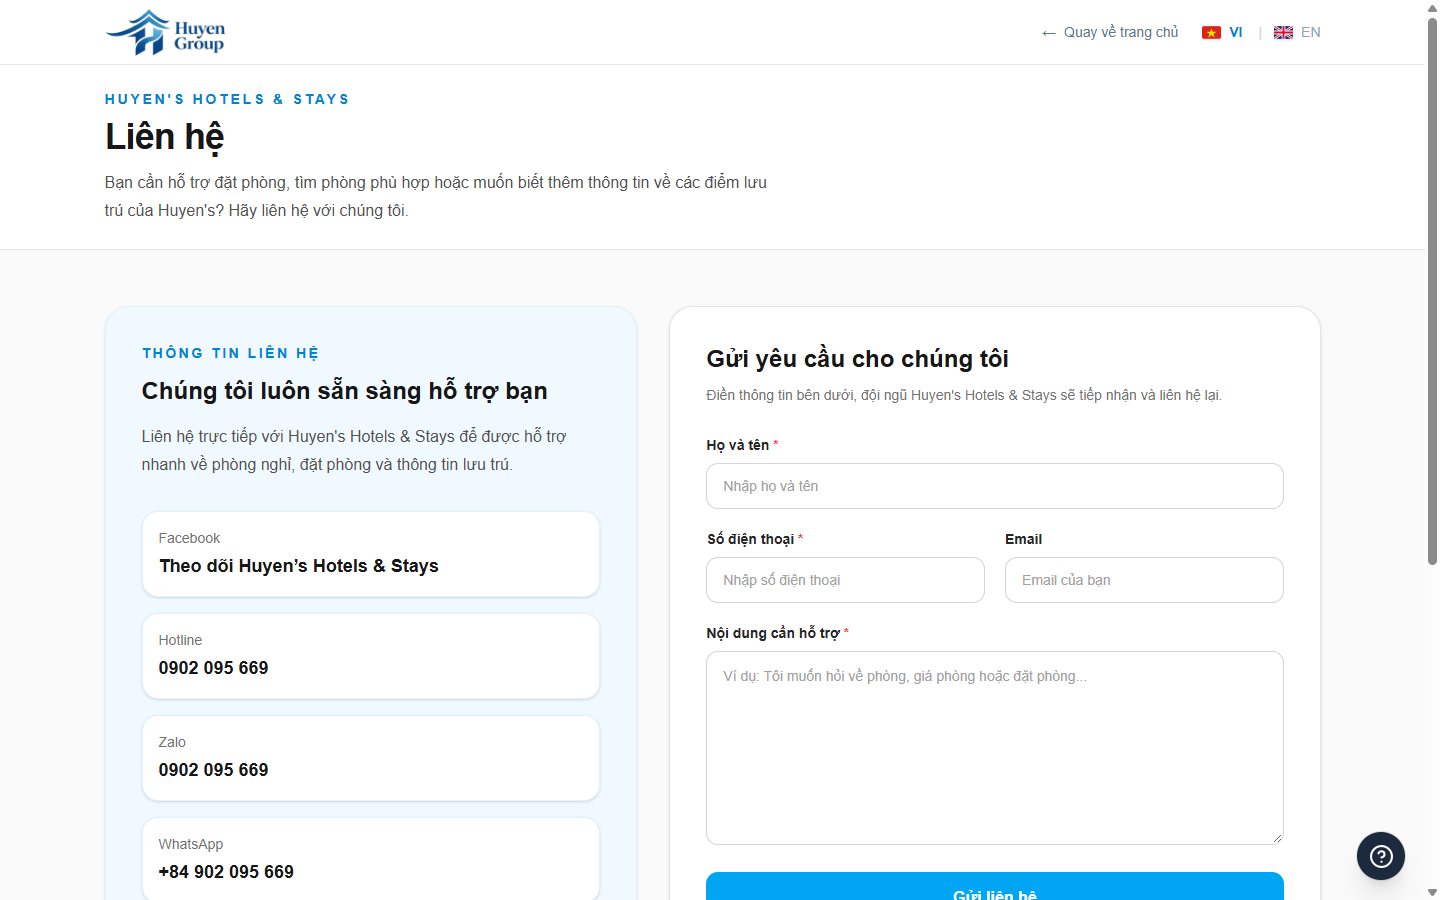 Huyen
Group
← Quay về trang chủ
VI | EN
HUYEN'S HOTELS & STAYS
Liên hệ
Bạn cần hỗ trợ đặt phòng, tìm phòng phù hợp hoặc muốn biết thêm thông tin về các điểm lưu
trú của Huyen's? Hãy liên hệ với chúng tôi.
THÔNG TIN LIÊN HỆ
Chúng tôi luôn sẵn sàng hỗ trợ bạn
Liên hệ trực tiếp với Huyen's Hotels & Stays để được hỗ trợ
nhanh về phòng nghỉ, đặt phòng và thông tin lưu trú.
Facebook
Theo dõi Huyen’s Hotels & Stays
Hotline
0902 095 669
Zalo
0902 095 669
WhatsApp
+84 902 095 669
Gửi yêu cầu cho chúng tôi
Điền thông tin bên dưới, đội ngũ Huyen's Hotels & Stays sẽ tiếp nhận và liên hệ lại.
Họ và tên *
Nhập họ và tên
Số điện thoại *
Nhập số điện thoại
Email
Email của bạn
Nội dung cần hỗ trợ *
Ví dụ: Tôi muốn hỏi về phòng, giá phòng hoặc đặt phòng...
Gửi liên hệ